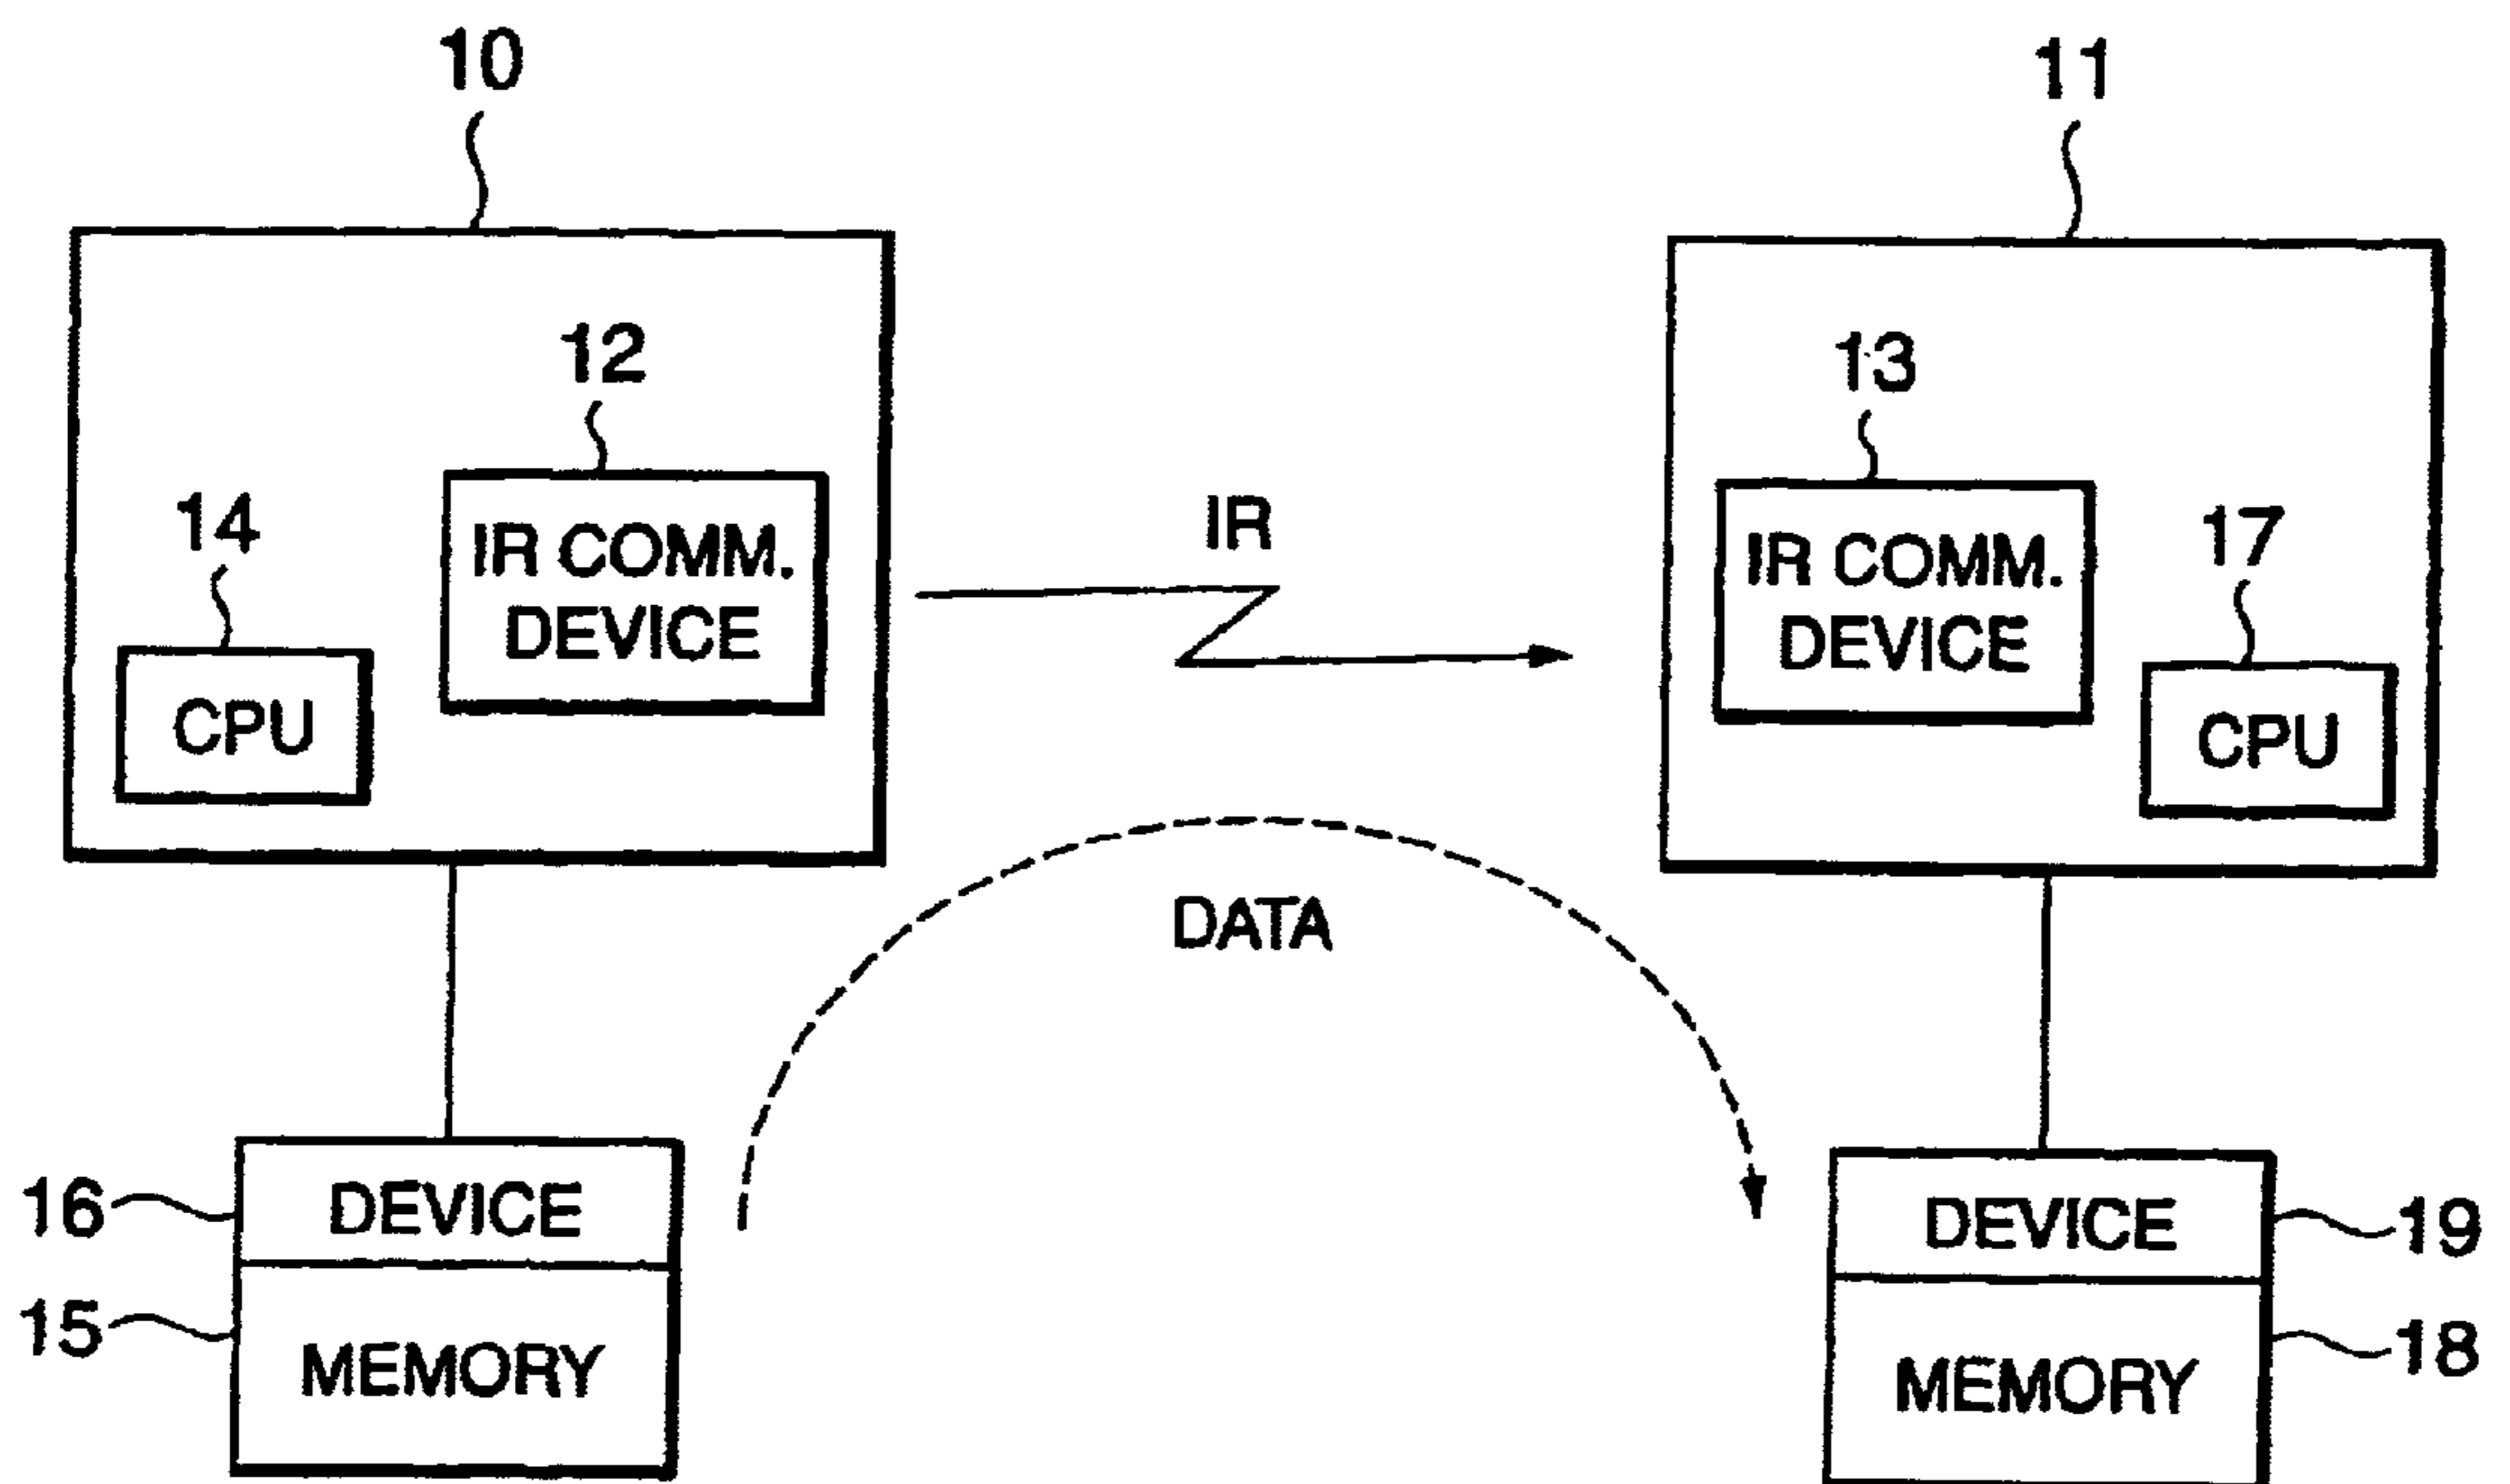 10
11
12
13
14
IR COMM.
DEVICE
IR
IR COMM.
DEVICE
17
CPU
CPU
DATA
16
DEVICE
DEVICE
19
15
MEMORY
MEMORY
18